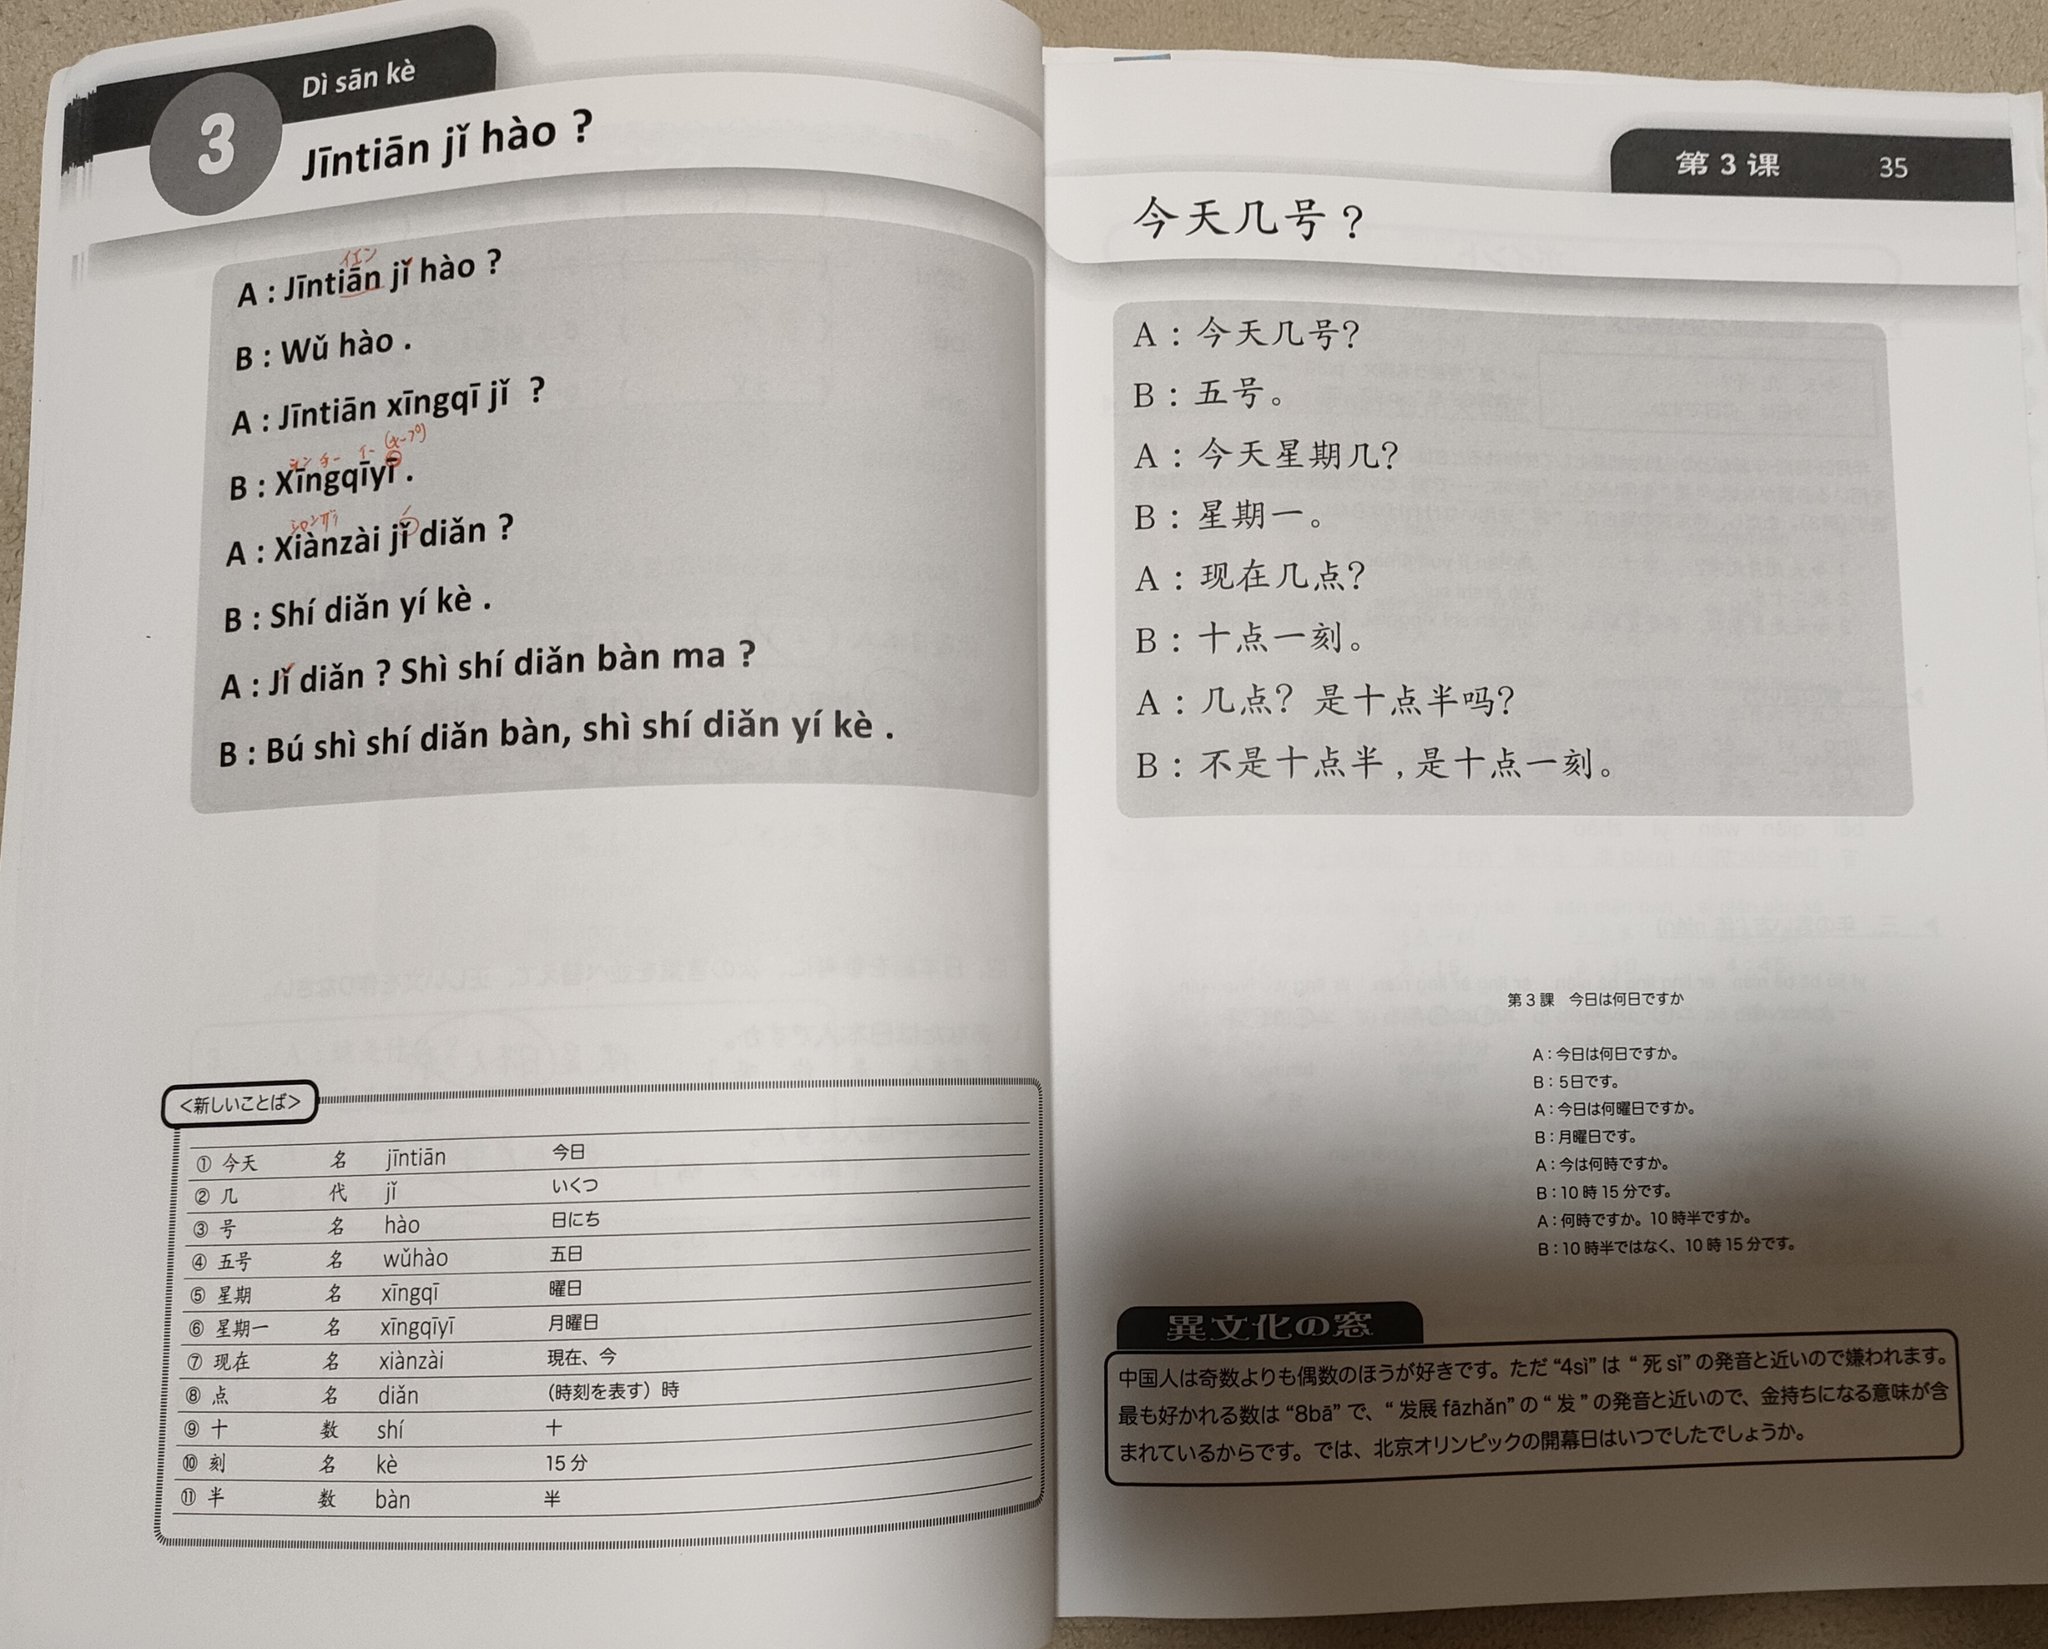 3
Dì sān kè
Jīntiān jǐ hào ?
イエン
A : Jīntiān jǐ hào ?
B : Wǔ hào .
A : Jīntiān xīngqī jǐ ?
B : Xīngqīyī .
A : Xiànzài jǐ diǎn ?
B : Shí diǎn yí kè .
A : Jǐ diǎn ? Shì shí diǎn bàn ma ?
B : Bú shì shí diǎn bàn, shì shí diǎn yí kè .
<新しいことば>
① 今天 名 jīntiān 今日
② 几 代 jǐ いくつ
③ 号 名 hào 日にち
④ 五号 名 wǔhào 五日
⑤ 星期 名 xīngqī 曜日
⑥ 星期一 名 xīngqīyī 月曜日
⑦ 现在 名 xiànzài 現在、今
⑧ 点 名 diǎn （時刻を表す）時
⑨ 十 数 shí 十
⑩ 刻 名 kè 15分
⑪ 半 数 bàn 半
第3课 35
今天几号？
A：今天几号？
B：五号。
A：今天星期几？
B：星期一。
A：现在几点？
B：十点一刻。
A：几点？是十点半吗？
B：不是十点半，是十点一刻。
第3課 今日は何日ですか
A：今日は何日ですか。
B：5日です。
A：今日は何曜日ですか。
B：月曜日です。
A：今は何時ですか。
B：10時15分です。
A：何時ですか。10時半ですか。
B：10時半ではなく、10時15分です。
異文化の窓
中国人は奇数よりも偶数のほうが好きです。ただ“4sì”は“死sǐ”の発音と近いので嫌われます。
最も好かれる数は“8bā”で、“发展fāzhǎn”の“发”の発音と近いので、金持ちになる意味が含
まれているからです。では、北京オリンピックの開幕日はいつでしたでしょうか。